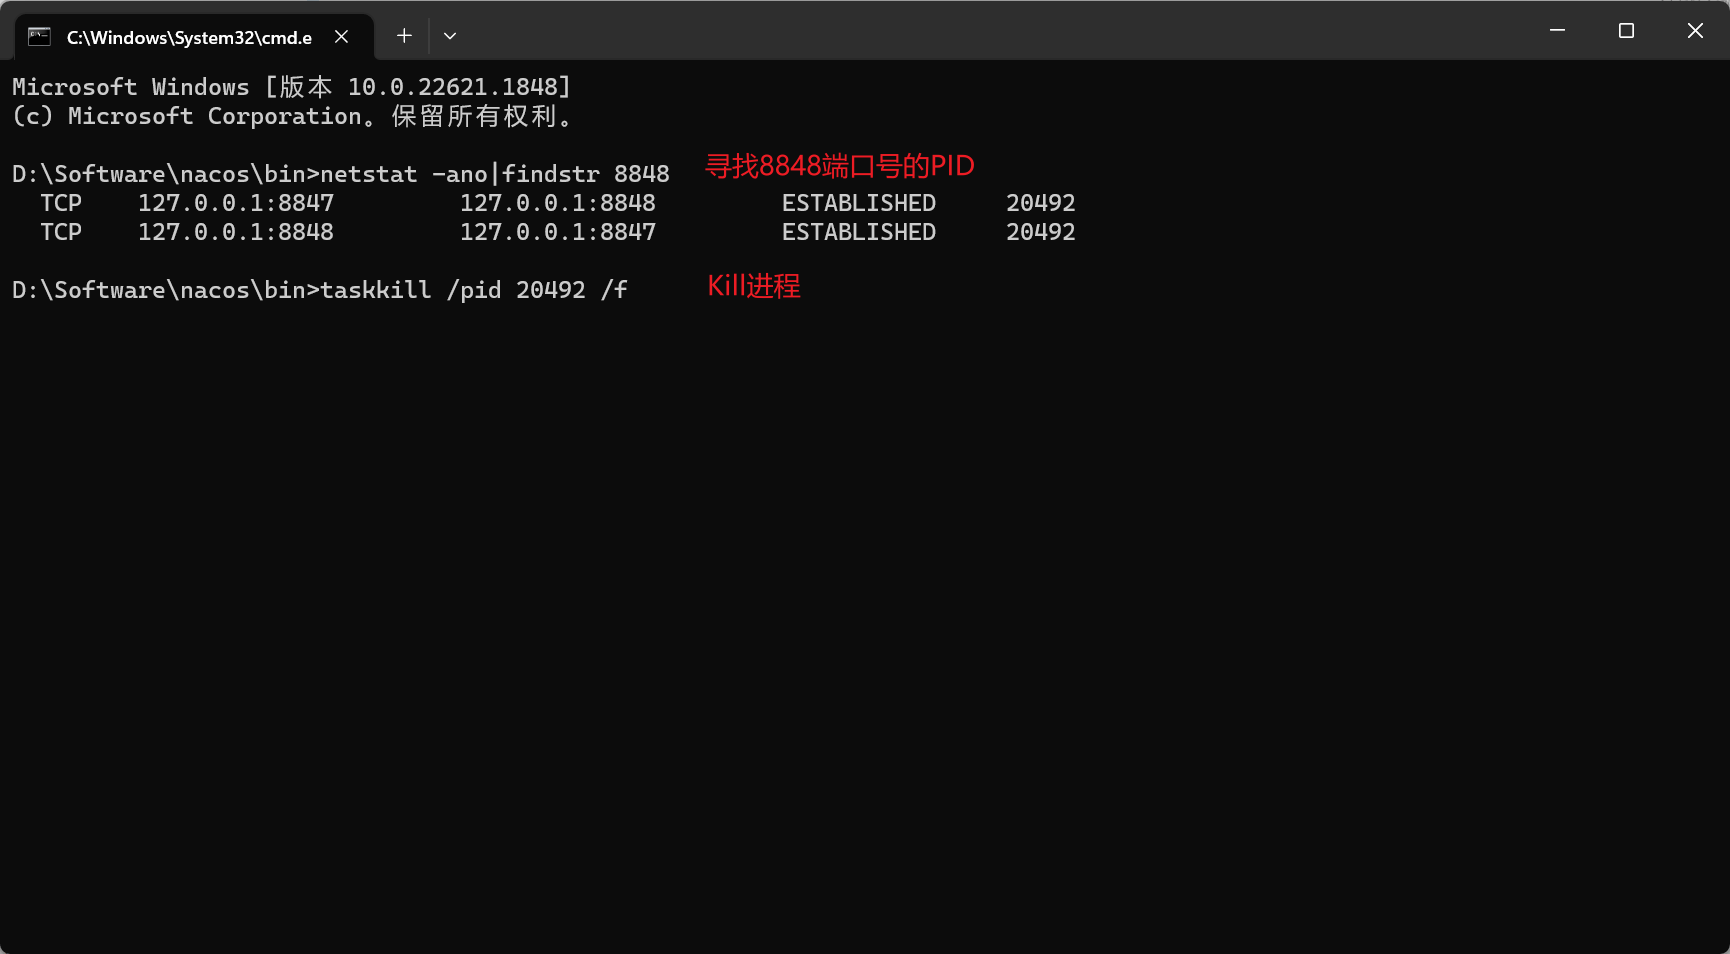 C:\Windows\System32\cmd.e
Microsoft Windows [版本 10.0.22621.1848]
(c) Microsoft Corporation。保留所有权利。
D:\Software\nacos\bin>netstat -ano|findstr 8848 寻找8848端口号的PID
TCP 127.0.0.1:8847 127.0.0.1:8848 ESTABLISHED 20492
TCP 127.0.0.1:8848 127.0.0.1:8847 ESTABLISHED 20492
D:\Software\nacos\bin>taskkill /pid 20492 /f Kill进程